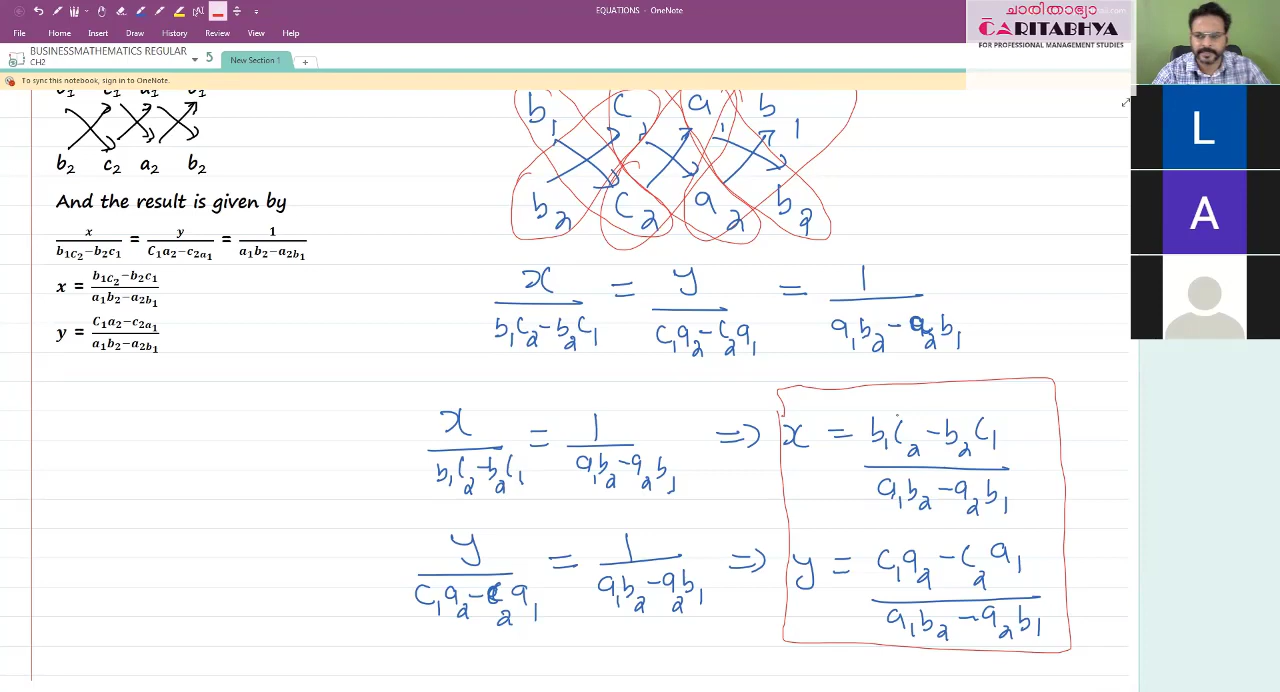 EQUATIONS - OneNote
File Home Insert Draw History Review View Help
BUSINESSMATHEMATICS REGULAR
CH2
New Section 1
To sync this notebook, sign in to OneNote.
ചാരിതാഭ്യാ
CARITABHYA
FOR PROFESSIONAL MANAGEMENT STUDIES
L
A
b₁ c₁ a₁ b₁
b₂ c₂ a₂ b₂
And the result is given by
x/(b₁c₂−b₂c₁) = y/(C₁a₂−c₂a₁) = 1/(a₁b₂−a₂b₁)
x = (b₁c₂−b₂c₁)/(a₁b₂−a₂b₁)
y = (C₁a₂−c₂a₁)/(a₁b₂−a₂b₁)
b₁ c₁ a₁ b₁
b₂ c₂ a₂ b₂
x/(b₁c₂−b₂c₁) = y/(c₁a₂−c₂a₁) = 1/(a₁b₂−a₂b₁)
x/(b₁c₂−b₂c₁) = 1/(a₁b₂−a₂b₁) ⇒ x = (b₁c₂−b₂c₁)/(a₁b₂−a₂b₁)
y/(c₁a₂−c₂a₁) = 1/(a₁b₂−a₂b₁) ⇒ y = (c₁a₂−c₂a₁)/(a₁b₂−a₂b₁)